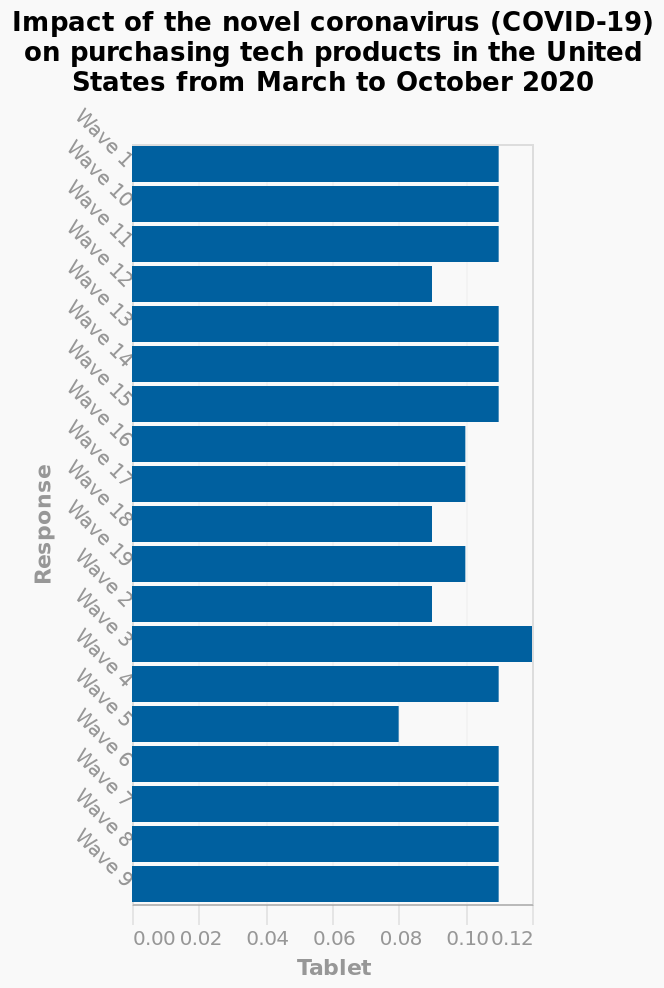 Impact of the novel coronavirus (COVID-19)
on purchasing tech products in the United
States from March to October 2020
Wave 1
Wave 10
Wave 11
Wave 12
Wave 13
Wave 14
Wave 15
Wave 16
Wave 17
Wave 18
Wave 19
Wave 2
Wave 3
Wave 4
Wave 5
Wave 6
Wave 7
Wave 8
Wave 9
Response
0.00 0.02 0.04 0.06 0.08 0.10 0.12
Tablet